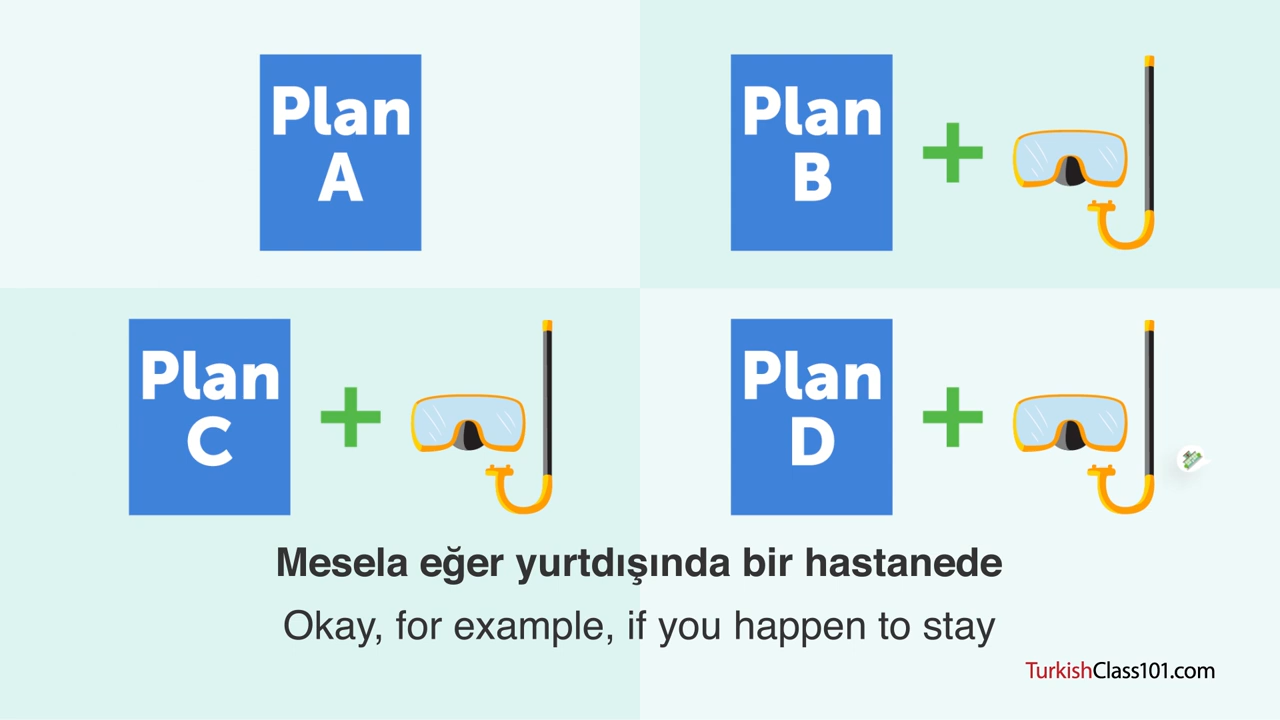 Plan
A
Plan
B
Plan
C
Plan
D
Mesela eğer yurtdışında bir hastanede
Okay, for example, if you happen to stay
TurkishClass101.com